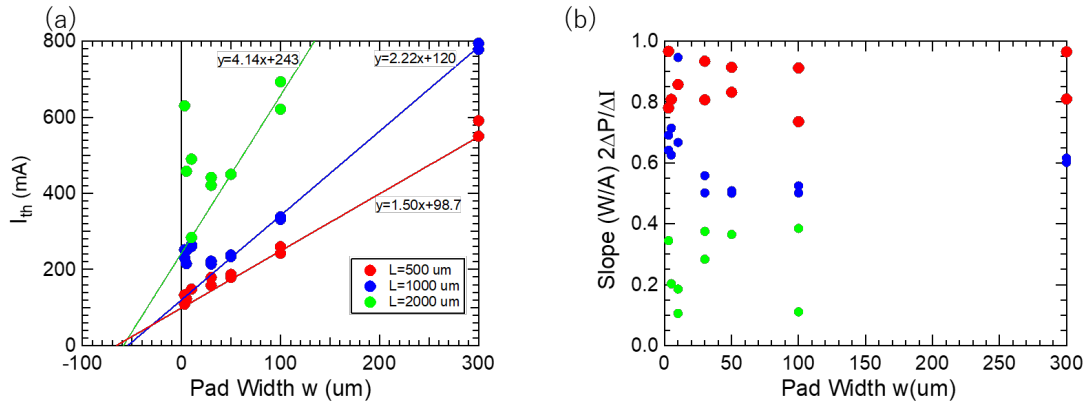 (a)
800
600
400
200
0
I_th (mA)
-100
0
100
200
300
Pad Width w (um)
y=4.14x+243
y=2.22x+120
y=1.50x+98.7
L=500 um
L=1000 um
L=2000 um
(b)
1.0
0.8
0.6
0.4
0.2
0.0
Slope (W/A) 2ΔP/ΔI
0
50
100
150
200
250
300
Pad Width w(um)